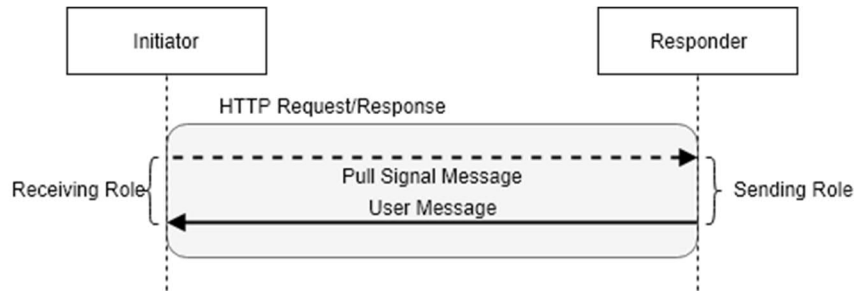 Initiator
Responder
HTTP Request/Response
Pull Signal Message
Receiving Role
Sending Role
User Message